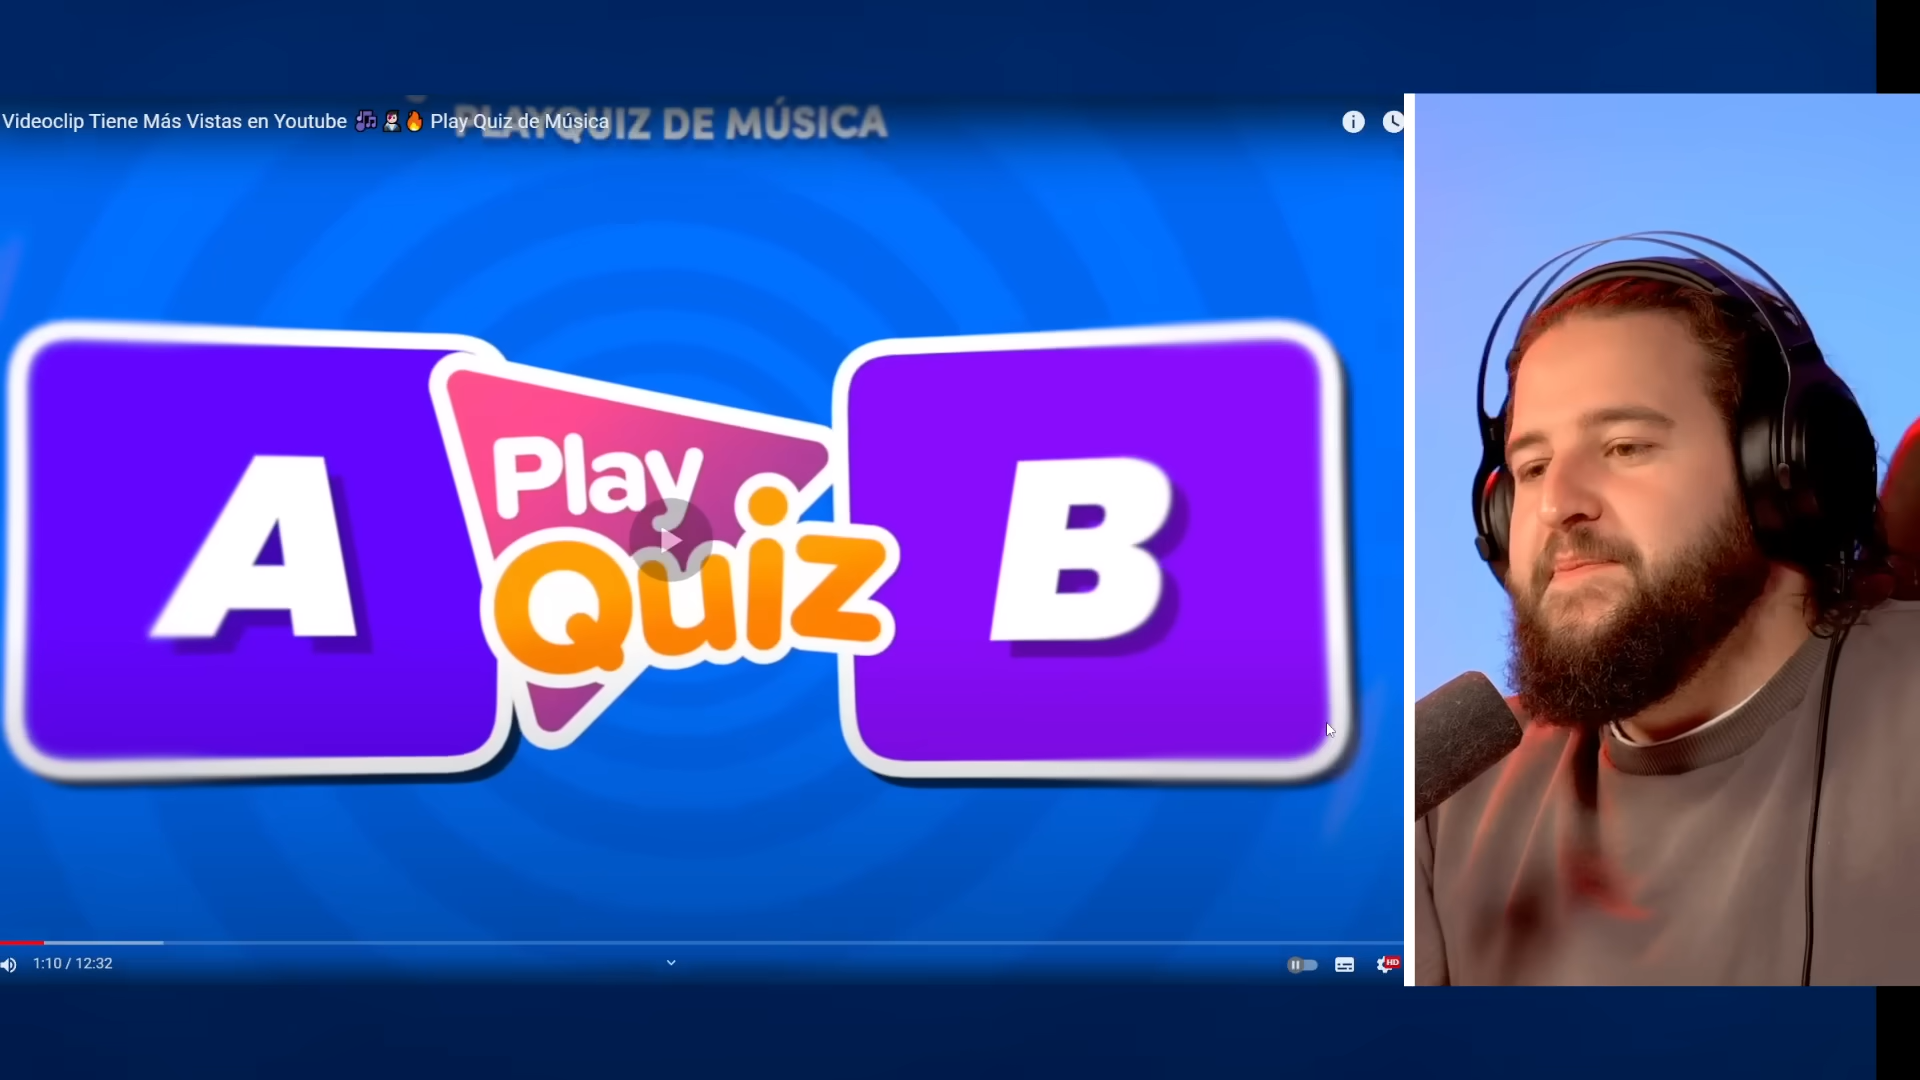 Videoclip Tiene Más Vistas en Youtube 🎶🧛🏻🔥 Play Quiz de Música
PLAYQUIZ DE MÚSICA
A
Play
Quiz
B
1:10 / 12:32
HD